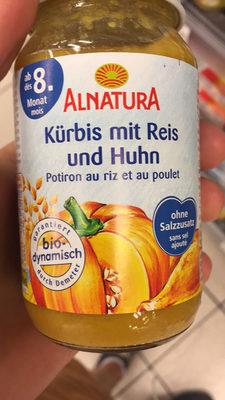 ab
des
8.
Monat
mois
ALNATURA
Kürbis mit Reis
und Huhn
Potiron au riz et au poulet
ohne
Salzzusatz
sans sel
ajouté
garantiert
bio-
dynamisch
durch Demeter